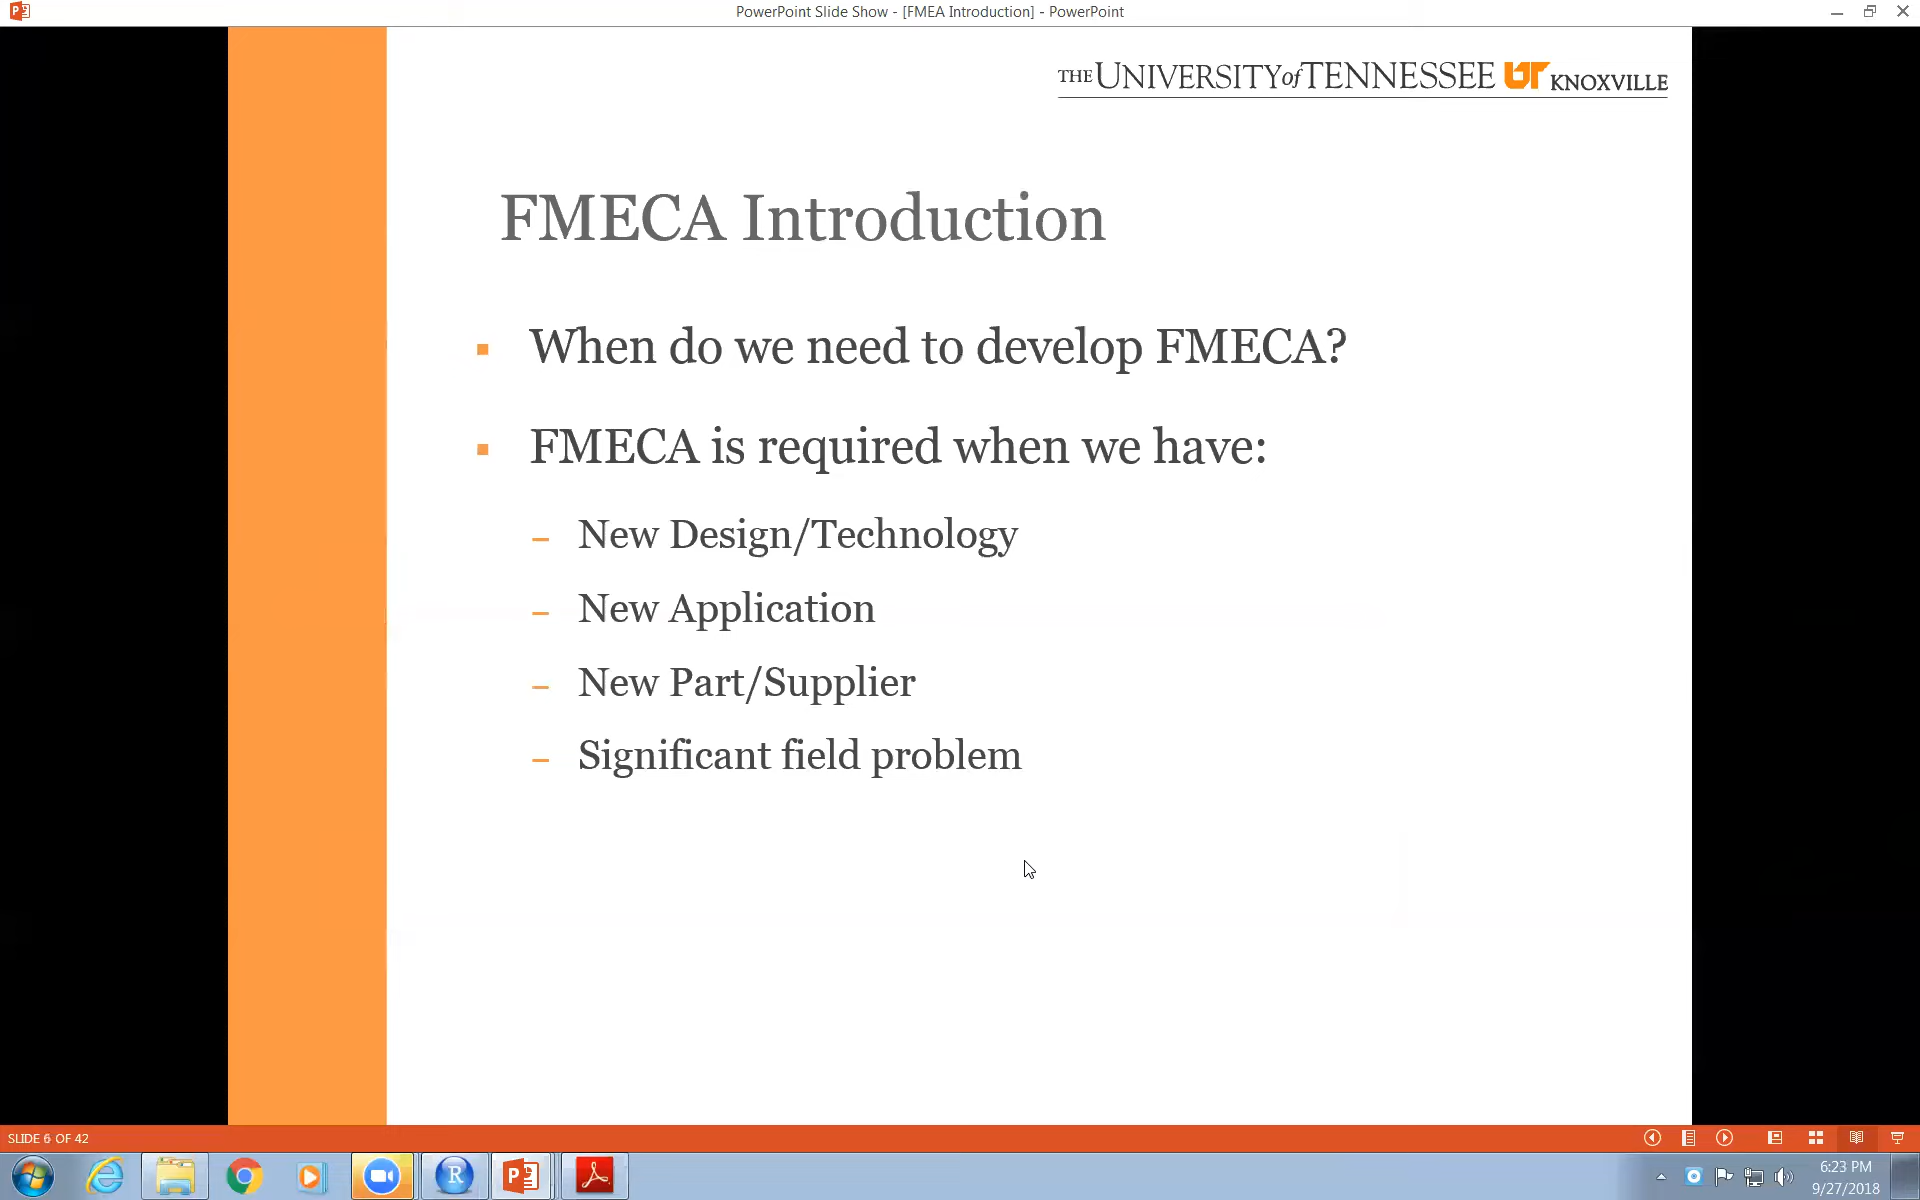 PowerPoint Slide Show - [FMEA Introduction] - PowerPoint
THE UNIVERSITY of TENNESSEE UT KNOXVILLE
FMECA Introduction
▪ When do we need to develop FMECA?
▪ FMECA is required when we have:
– New Design/Technology
– New Application
– New Part/Supplier
– Significant field problem
SLIDE 6 OF 42
6:23 PM
9/27/2018